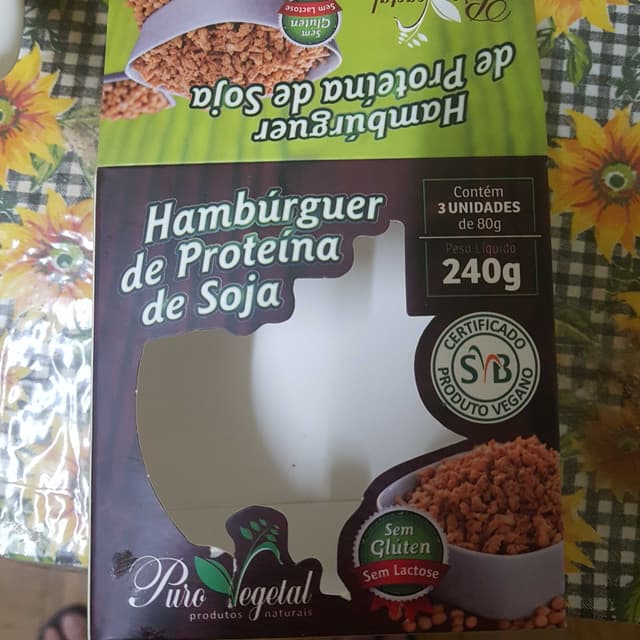 Sem
Glúten
Sem Lactose
Hambúrguer
de Proteína de Soja
Hambúrguer
de Proteína
de Soja
Contém
3 UNIDADES
de 80g
Peso Líquido
240g
CERTIFICADO
SVB
PRODUTO VEGANO
Sem
Glúten
Sem Lactose
Puro Vegetal
produtos naturais